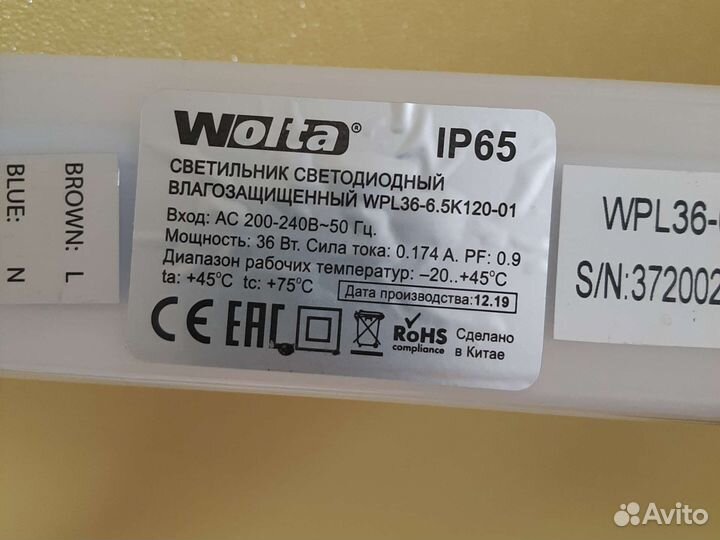 Wolta® IP65
СВЕТИЛЬНИК СВЕТОДИОДНЫЙ
ВЛАГОЗАЩИЩЕННЫЙ WPL36-6.5K120-01
Вход: AC 200-240В~50 Гц.
Мощность: 36 Вт. Сила тока: 0.174 А. PF: 0.9
Диапазон рабочих температур: –20..+45°C
ta: +45°C tc: +75°C Дата производства:12.19
CE EAC RoHS compliance
Сделано
в Китае
BROWN: L
BLUE: N
WPL36-
S/N:372002
Avito